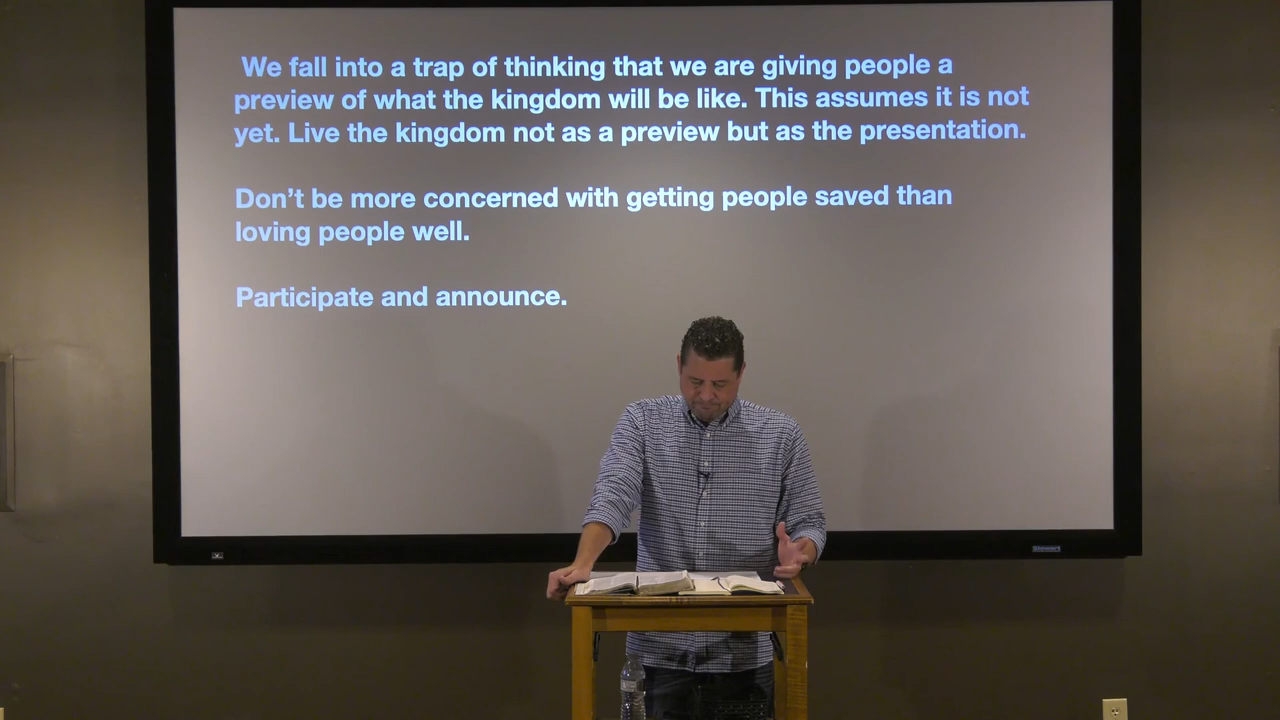 We fall into a trap of thinking that we are giving people a
preview of what the kingdom will be like. This assumes it is not
yet. Live the kingdom not as a preview but as the presentation.
Don’t be more concerned with getting people saved than
loving people well.
Participate and announce.